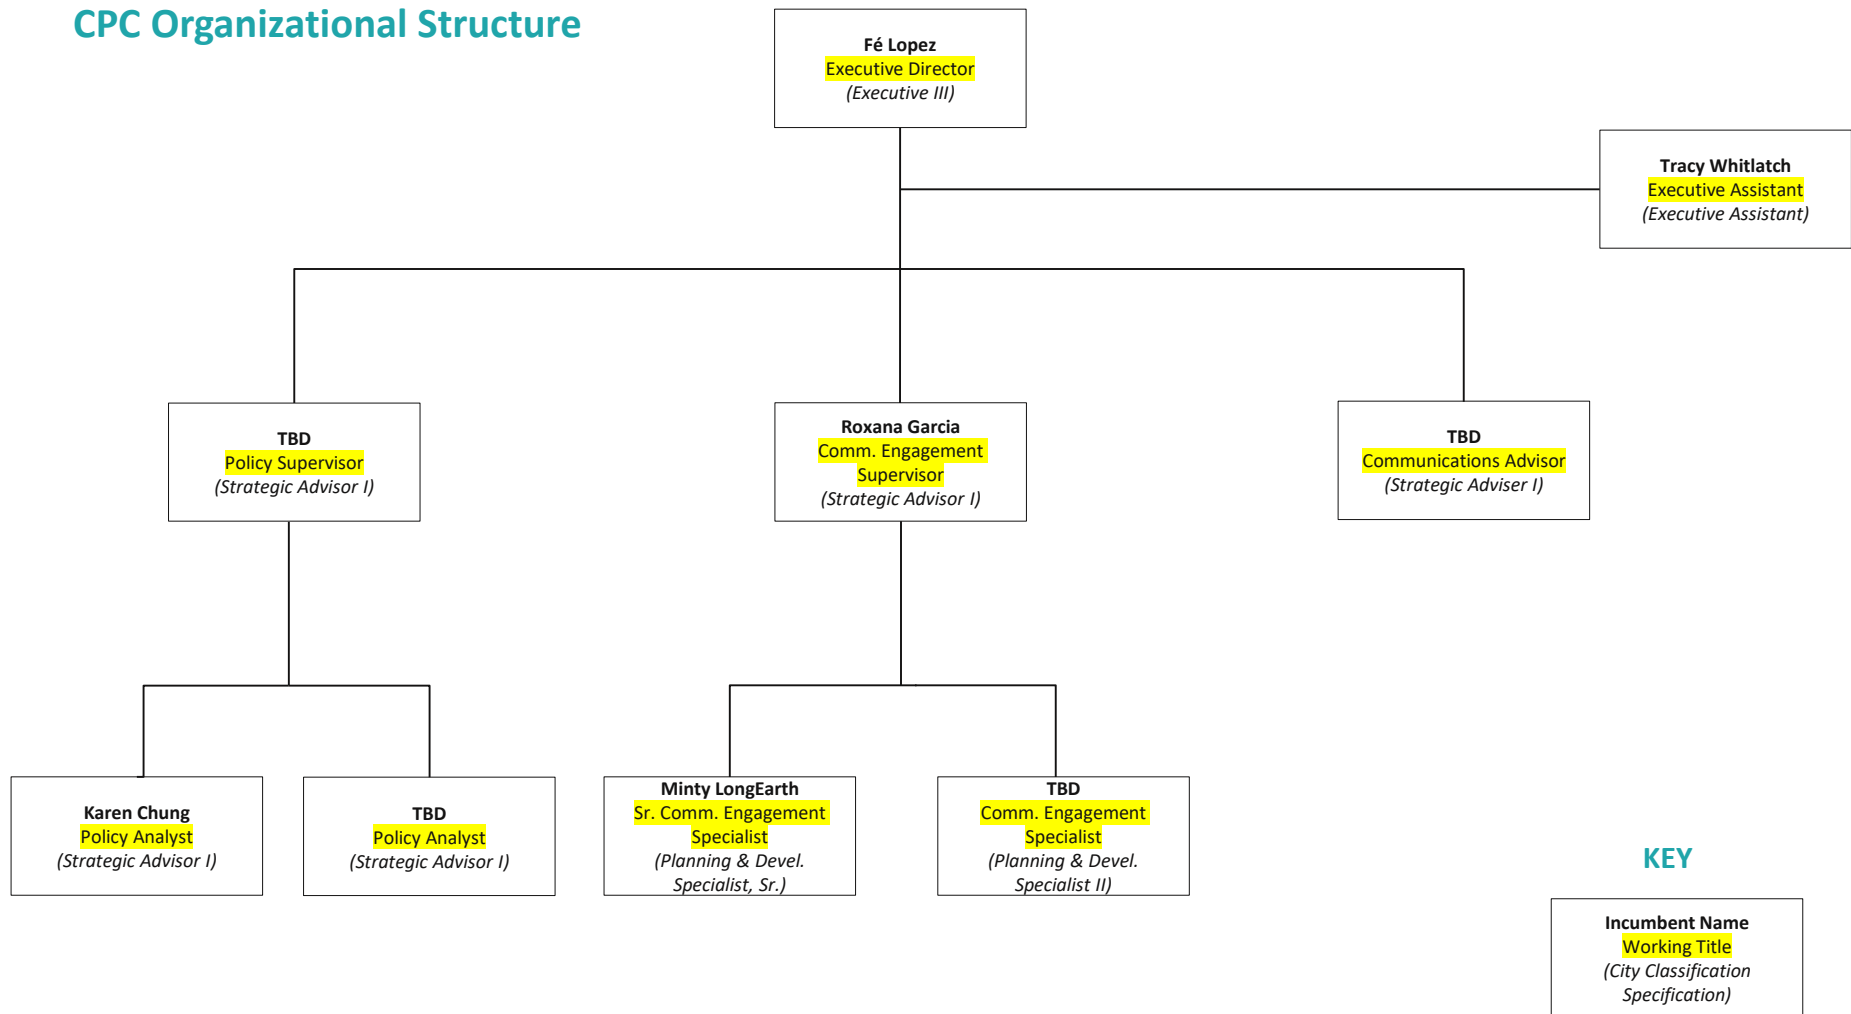 CPC Organizational Structure
Fé Lopez
Executive Director
(Executive III)
Tracy Whitlatch
Executive Assistant
(Executive Assistant)
TBD
Policy Supervisor
(Strategic Advisor I)
Roxana Garcia
Comm. Engagement
Supervisor
(Strategic Advisor I)
TBD
Communications Advisor
(Strategic Adviser I)
Karen Chung
Policy Analyst
(Strategic Advisor I)
TBD
Policy Analyst
(Strategic Advisor I)
Minty LongEarth
Sr. Comm. Engagement
Specialist
(Planning & Devel.
Specialist, Sr.)
TBD
Comm. Engagement
Specialist
(Planning & Devel.
Specialist II)
KEY
Incumbent Name
Working Title
(City Classification
Specification)